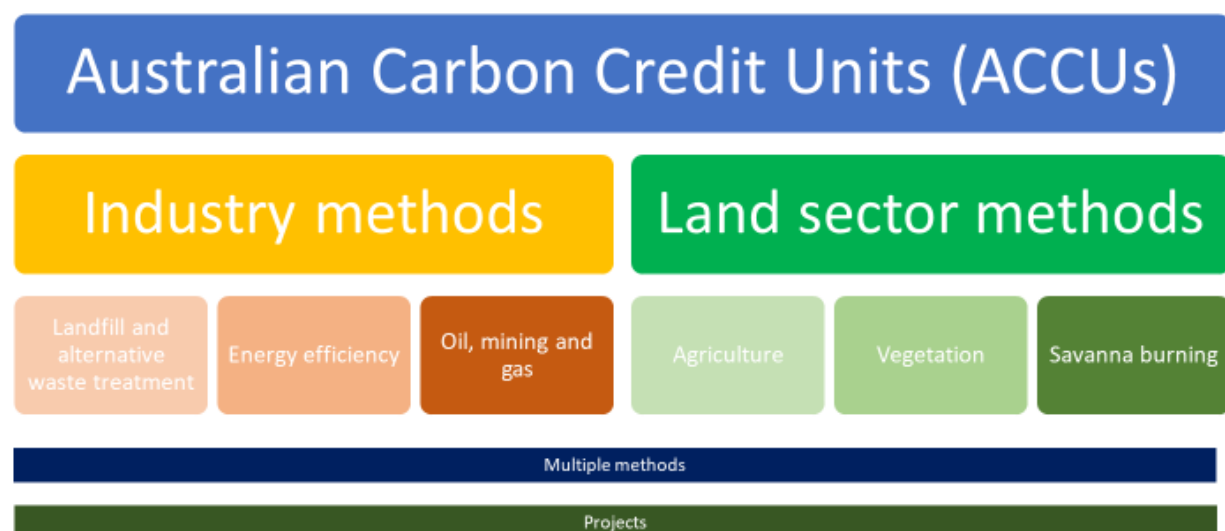 Australian Carbon Credit Units (ACCUs)
Industry methods
Land sector methods
Landfill and
alternative
waste treatment
Energy efficiency
Oil, mining and
gas
Agriculture
Vegetation
Savanna burning
Multiple methods
Projects